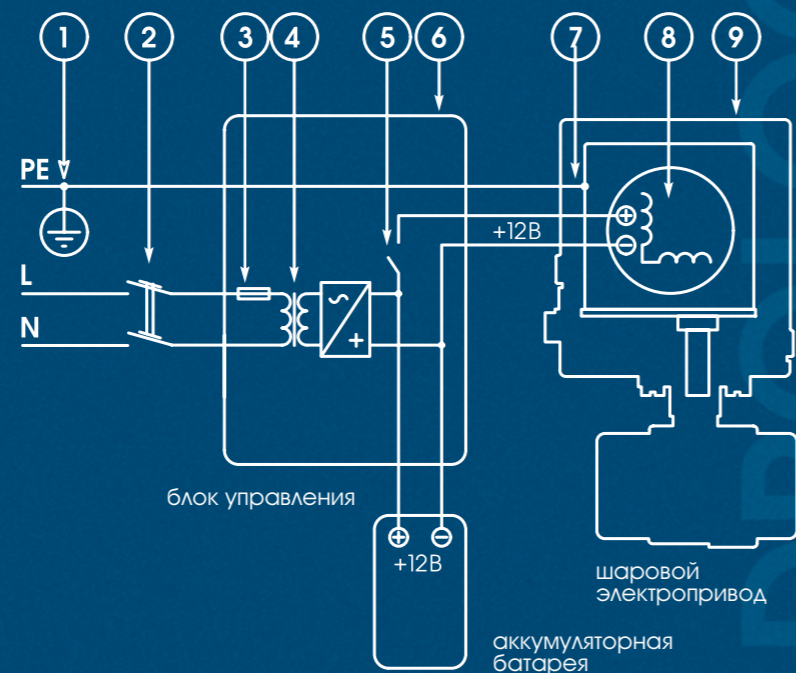 1 2 3 4 5 6 7 8 9
PE
+12В
L
N
блок управления
+12В
шаровой
электропривод
аккумуляторная
батарея